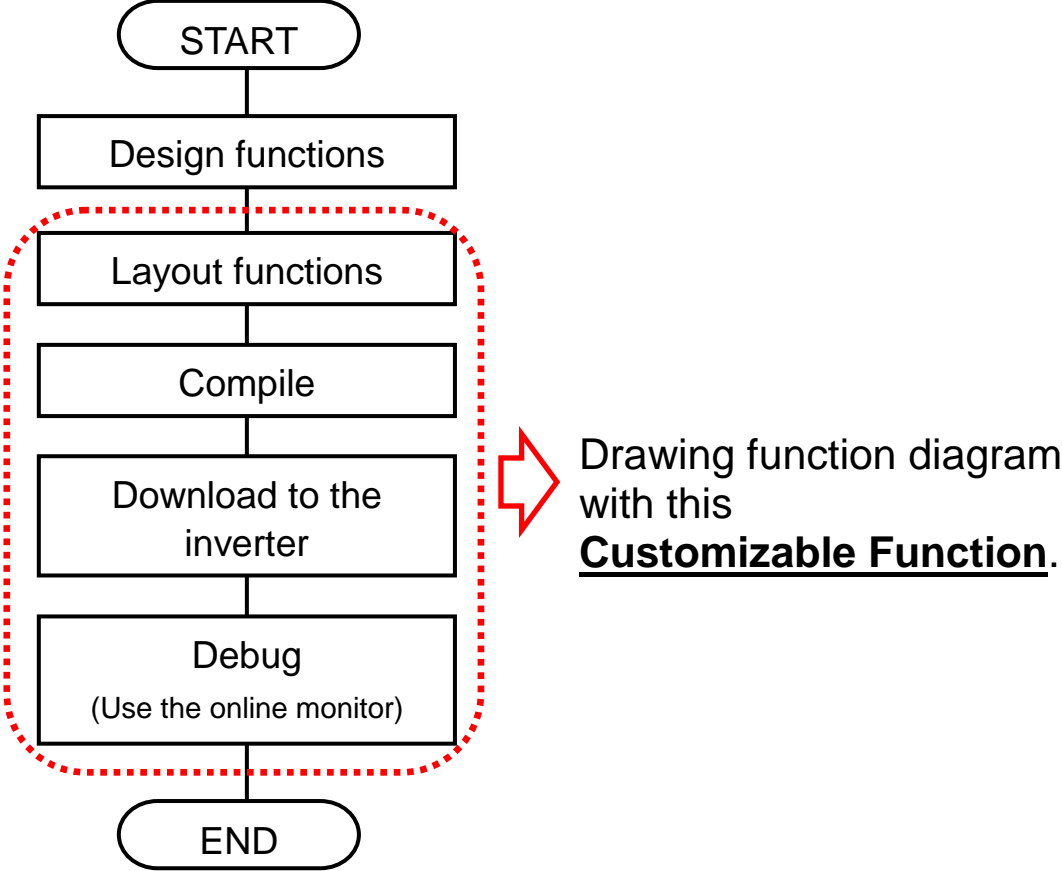 START
Design functions
Layout functions
Compile
Download to the
inverter
Debug
(Use the online monitor)
END
Drawing function diagram
with this
Customizable Function.